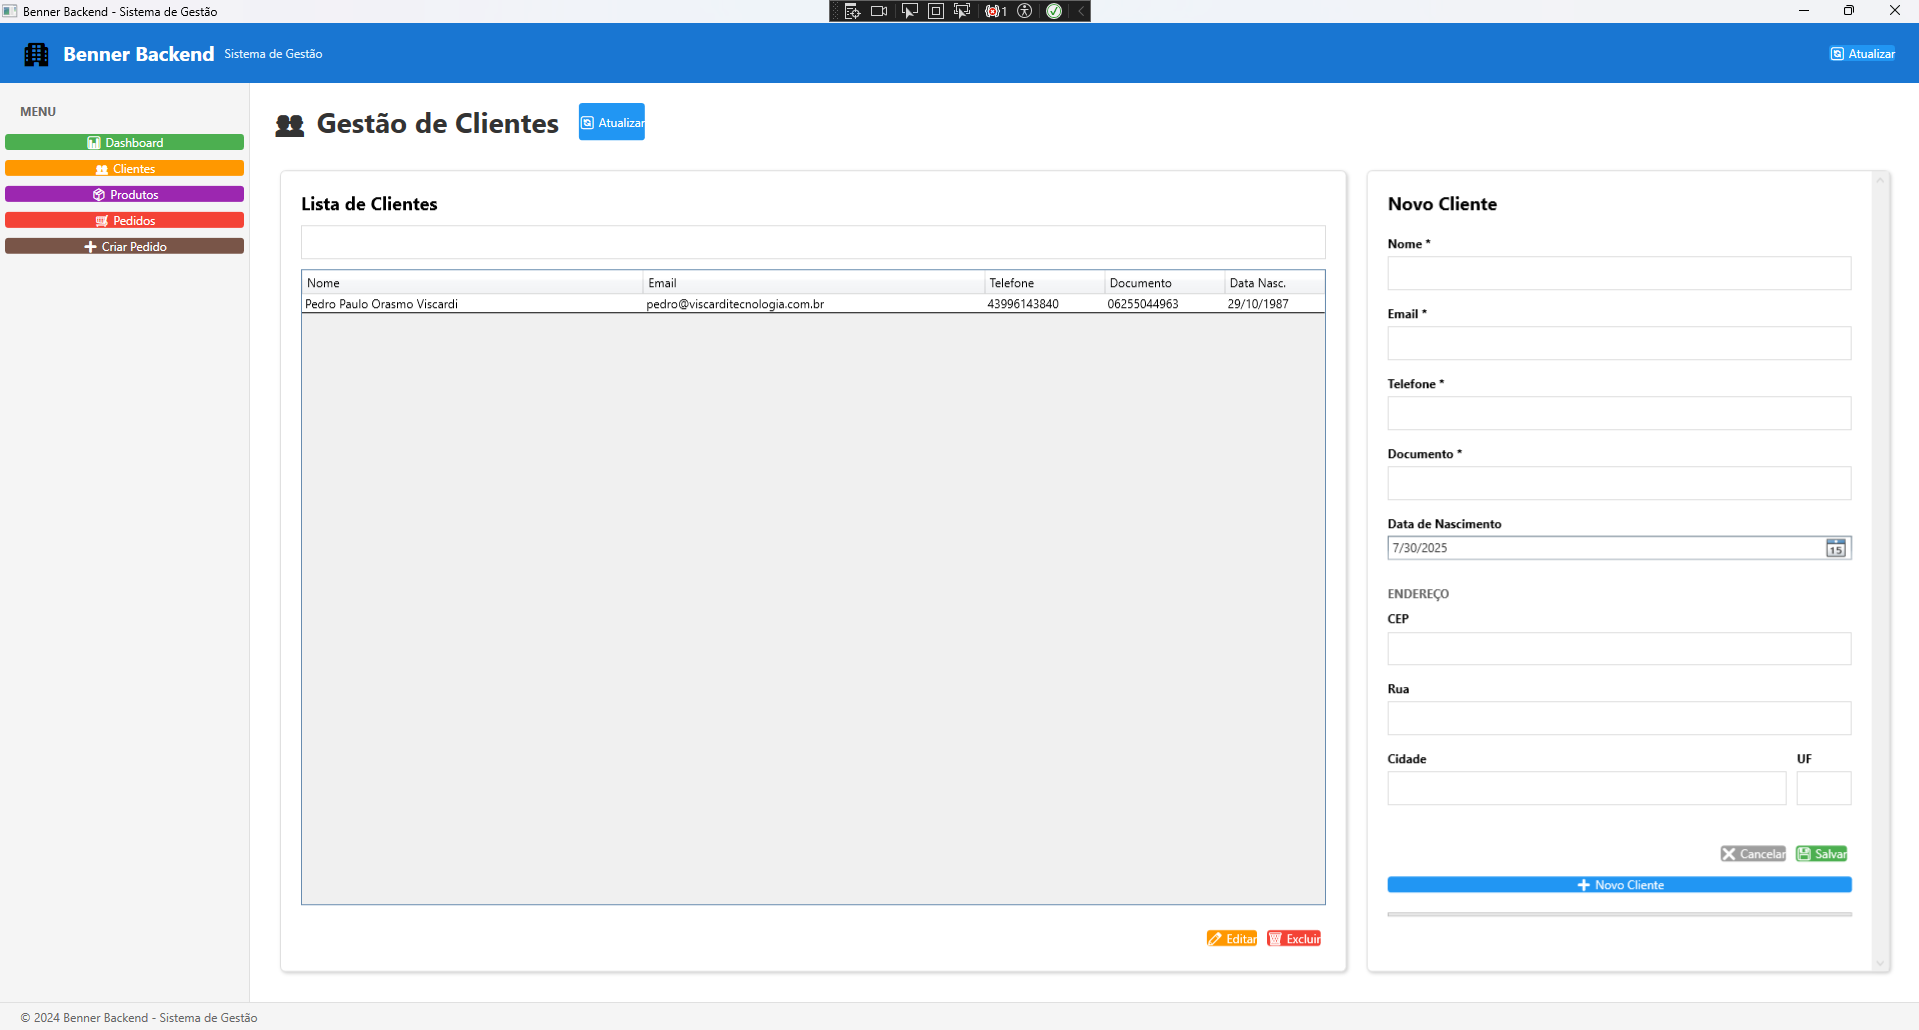 Benner Backend - Sistema de Gestão
1
Benner Backend Sistema de Gestão
Atualizar
MENU
Dashboard
Clientes
Produtos
Pedidos
Criar Pedido
Gestão de Clientes
Atualizar
Lista de Clientes
Nome Email Telefone Documento Data Nasc.
Pedro Paulo Orasmo Viscardi pedro@viscarditecnologia.com.br 43996143840 06255044963 29/10/1987
Editar Excluir
Novo Cliente
Nome *
Email *
Telefone *
Documento *
Data de Nascimento
7/30/2025 15
ENDEREÇO
CEP
Rua
Cidade UF
Cancelar Salvar
Novo Cliente
© 2024 Benner Backend - Sistema de Gestão